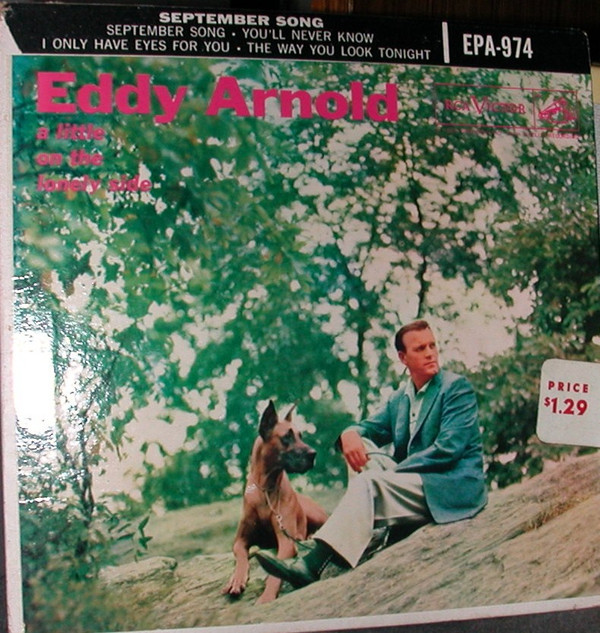 SEPTEMBER SONG
SEPTEMBER SONG • YOU'LL NEVER KNOW
I ONLY HAVE EYES FOR YOU • THE WAY YOU LOOK TONIGHT
EPA-974
Eddy Arnold
RCA VICTOR
a little
on the
lonely side
PRICE
$1.29